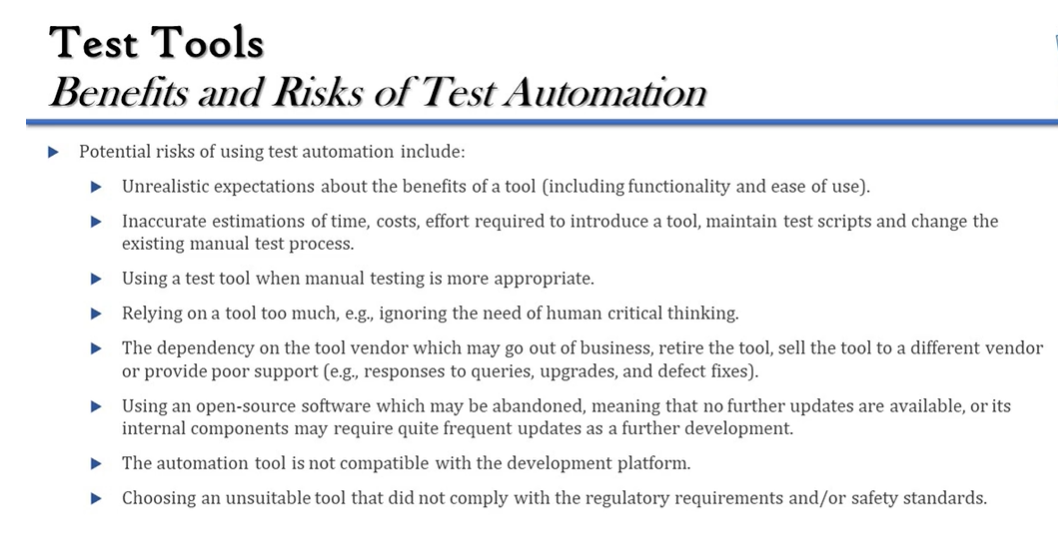 Test Tools
Benefits and Risks of Test Automation
Potential risks of using test automation include:
Unrealistic expectations about the benefits of a tool (including functionality and ease of use).
Inaccurate estimations of time, costs, effort required to introduce a tool, maintain test scripts and change the
existing manual test process.
Using a test tool when manual testing is more appropriate.
Relying on a tool too much, e.g., ignoring the need of human critical thinking.
The dependency on the tool vendor which may go out of business, retire the tool, sell the tool to a different vendor
or provide poor support (e.g., responses to queries, upgrades, and defect fixes).
Using an open-source software which may be abandoned, meaning that no further updates are available, or its
internal components may require quite frequent updates as a further development.
The automation tool is not compatible with the development platform.
Choosing an unsuitable tool that did not comply with the regulatory requirements and/or safety standards.